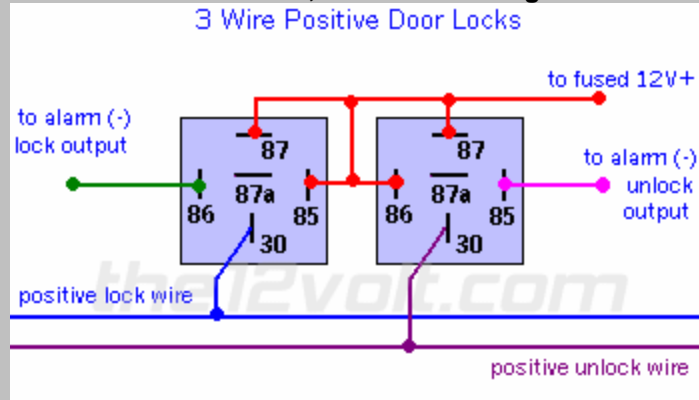 3 Wire Positive Door Locks
to fused 12V+
to alarm (-)
lock output
87
87
to alarm (-)
unlock
output
87a
87a
86
85
86
85
30
30
the12volt.com
positive lock wire
positive unlock wire